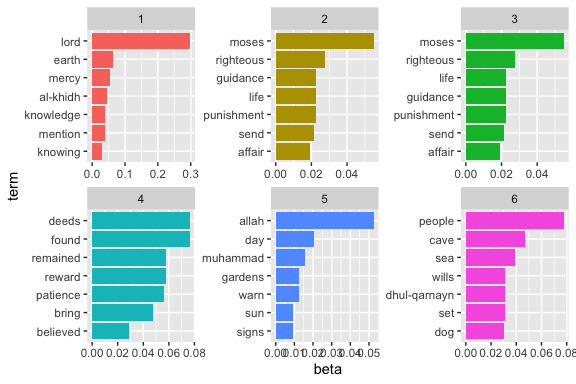 1
2
3
lord
earth
mercy
al-khidh
knowledge
mention
knowing
0.0
0.1
0.2
0.3
moses
righteous
guidance
life
punishment
send
affair
0.00
0.02
0.04
moses
righteous
life
guidance
punishment
send
affair
0.00
0.02
0.04
term
4
5
6
deeds
found
remained
reward
patience
bring
believed
0.00
0.02
0.04
0.06
0.08
allah
day
muhammad
gardens
warn
sun
signs
0.00
0.01
0.02
0.03
0.04
0.05
people
cave
sea
wills
dhul-qarnayn
set
dog
0.00
0.02
0.04
0.06
0.08
beta